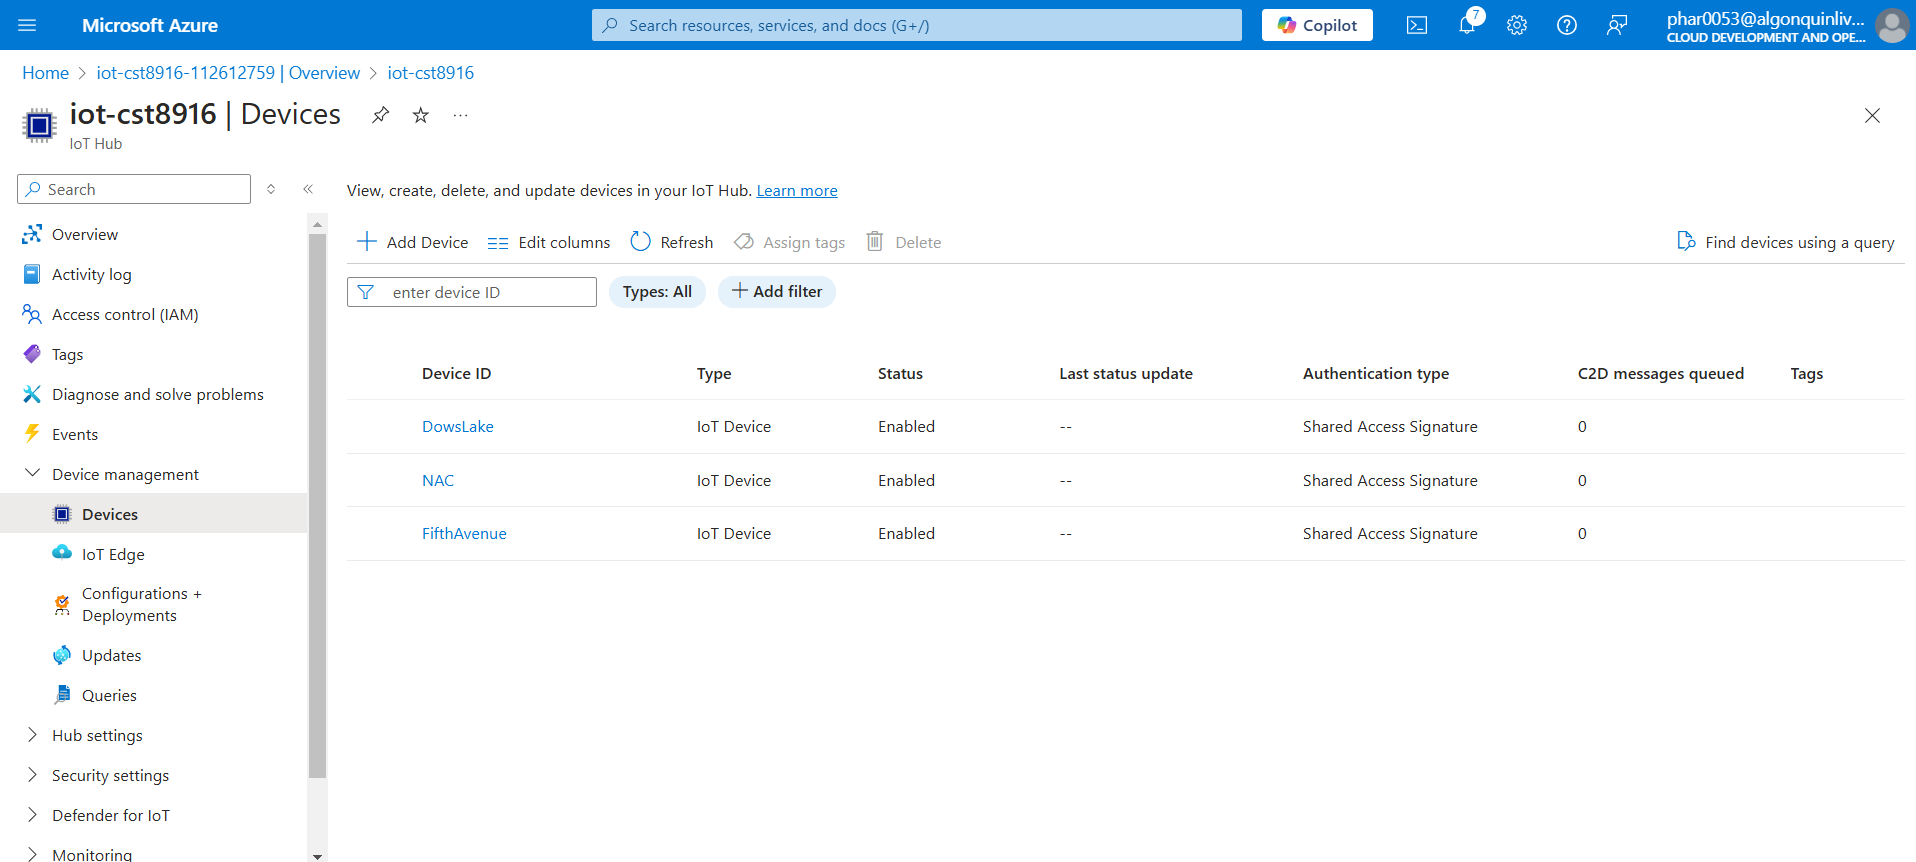 Microsoft Azure
Search resources, services, and docs (G+/)
Copilot
7
phar0053@algonquinliv...
CLOUD DEVELOPMENT AND OPE...
Home > iot-cst8916-112612759 | Overview > iot-cst8916
iot-cst8916 | Devices
IoT Hub
Search
View, create, delete, and update devices in your IoT Hub. Learn more
Overview
Activity log
Access control (IAM)
Tags
Diagnose and solve problems
Events
Device management
Devices
IoT Edge
Configurations +
Deployments
Updates
Queries
Hub settings
Security settings
Defender for IoT
Monitoring
Add Device
Edit columns
Refresh
Assign tags
Delete
Find devices using a query
enter device ID
Types: All
Add filter
Device ID Type Status Last status update Authentication type C2D messages queued Tags
DowsLake IoT Device Enabled -- Shared Access Signature 0
NAC IoT Device Enabled -- Shared Access Signature 0
FifthAvenue IoT Device Enabled -- Shared Access Signature 0